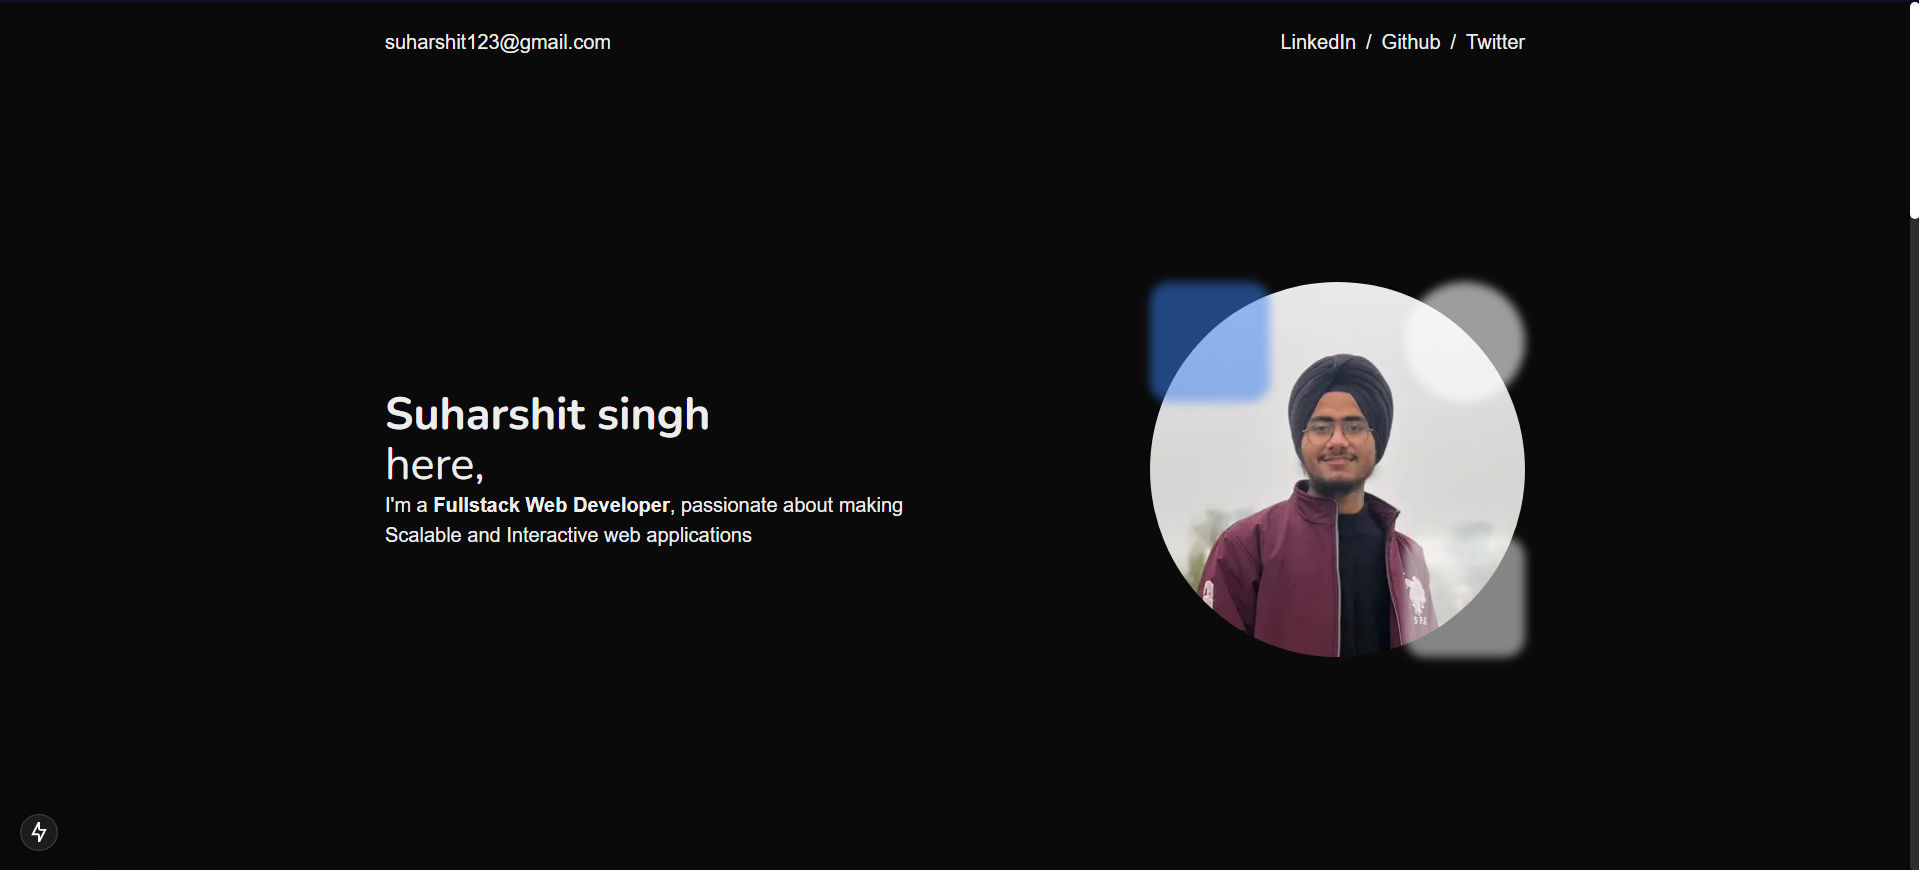 suharshit123@gmail.com
LinkedIn / Github / Twitter
Suharshit singh
here,
I'm a Fullstack Web Developer, passionate about making
Scalable and Interactive web applications